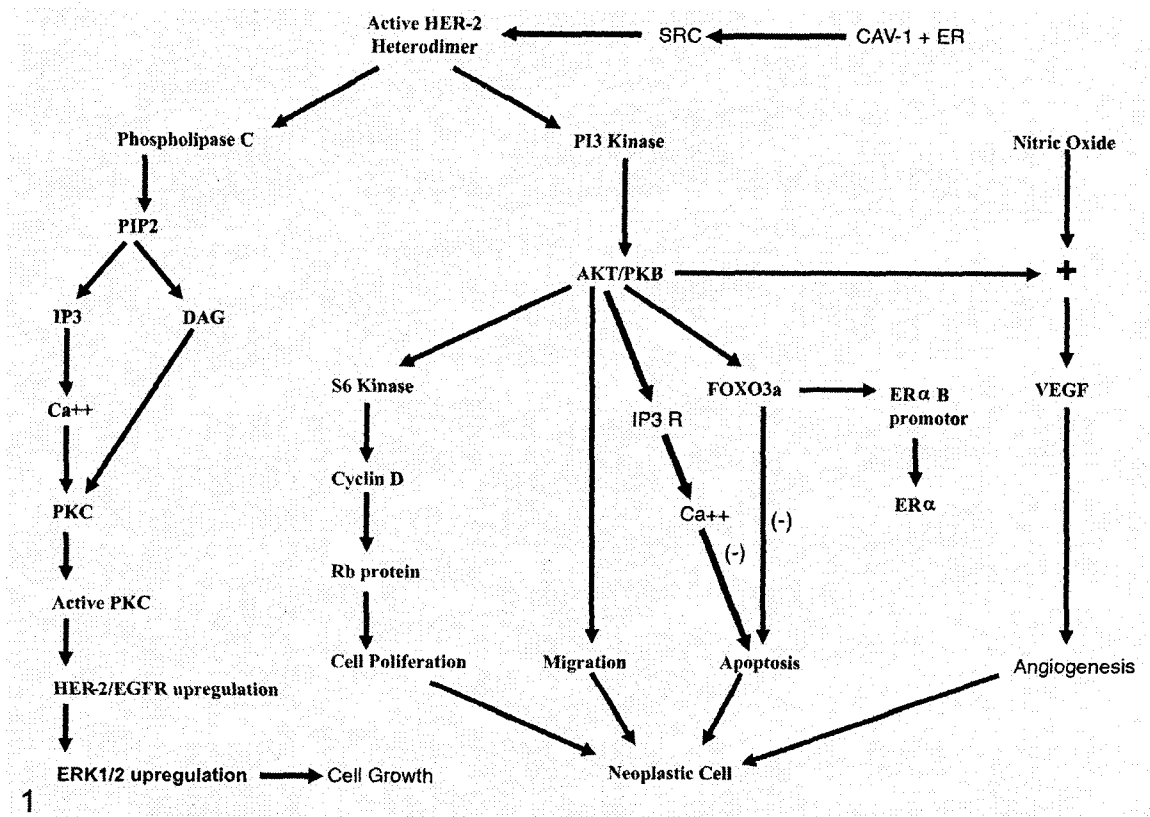 Active HER-2
Heterodimer
SRC
CAV-1 + ER
Phospholipase C
PI3 Kinase
Nitric Oxide
PIP2
AKT/PKB
+
IP3
DAG
S6 Kinase
FOXO3a
ERα B
promotor
VEGF
Ca++
IP3 R
Cyclin D
ERα
PKC
Ca++
(-)
(-)
Rb protein
Active PKC
Cell Poliferation
Migration
Apoptosis
Angiogenesis
HER-2/EGFR upregulation
ERK1/2 upregulation
Cell Growth
Neoplastic Cell
1